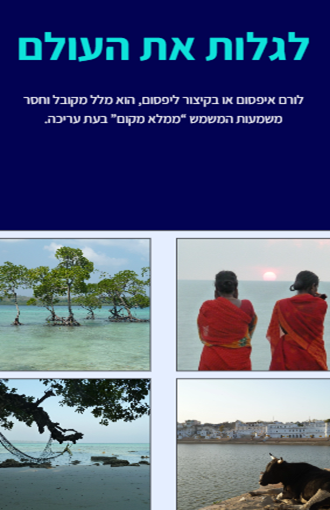 לגלות את העולם
לורם איפסום או בקיצור ליפסום, הוא מלל מקובל וחסר
משמעות המשמש “ממלא מקום” בעת עריכה.